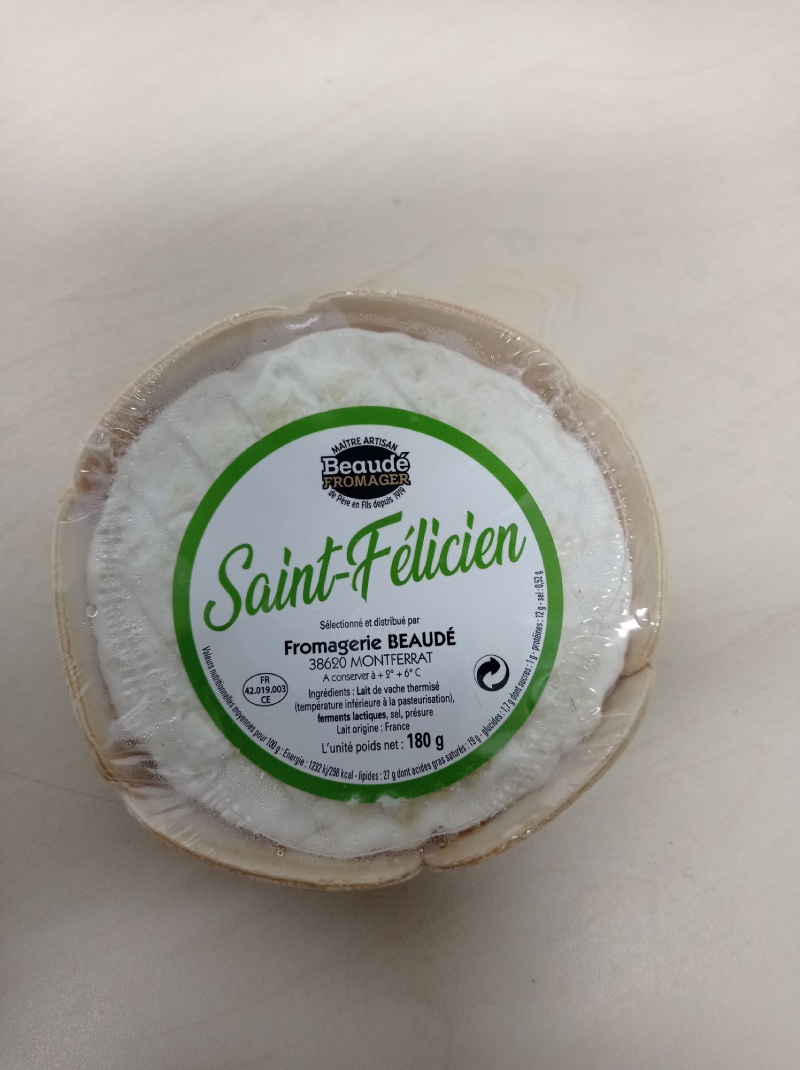 MAÎTRE ARTISAN
Beaudé
FROMAGER
de Père en Fils depuis 1919
Saint-Félicien
Sélectionné et distribué par
Fromagerie BEAUDÉ
38620 MONTFERRAT
A conserver à + 2° + 6° C
FR
42.019.003
CE
Ingrédients : Lait de vache thermisé
(température inférieure à la pasteurisation),
ferments lactiques, sel, présure
Lait origine : France
L'unité poids net : 180 g
Valeurs nutritionnelles moyennes pour 100 g : Energie : 1232 kj/298 kcal - lipides : 27 g dont acides gras saturés : 19 g - glucides : 1,7 g dont sucres : 1 g - protéines : 12 g - sel : 0,52 g